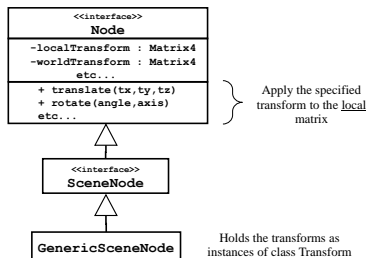 <<interface>>
Node
-localTransform : Matrix4
-worldTransform : Matrix4
etc...
+ translate(tx,ty,tz)
+ rotate(angle,axis)
etc...
Apply the specified
transform to the local
matrix
<<interface>>
SceneNode
GenericSceneNode
Holds the transforms as
instances of class Transform